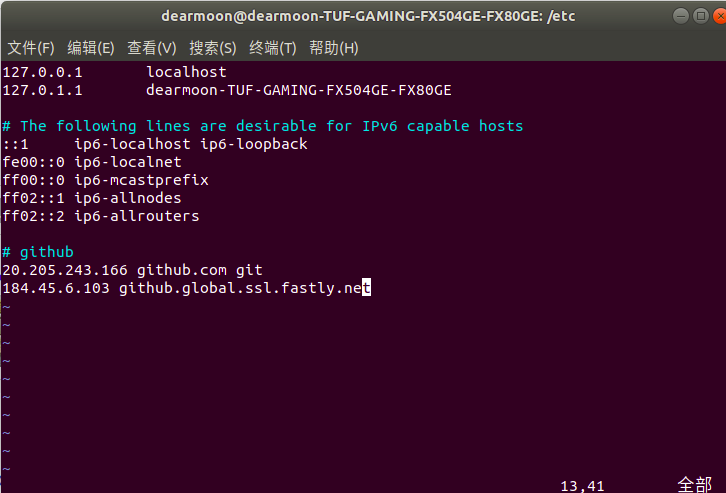 dearmoon@dearmoon-TUF-GAMING-FX504GE-FX80GE: /etc
文件(F) 编辑(E) 查看(V) 搜索(S) 终端(T) 帮助(H)
127.0.0.1 localhost
127.0.1.1 dearmoon-TUF-GAMING-FX504GE-FX80GE
# The following lines are desirable for IPv6 capable hosts
::1 ip6-localhost ip6-loopback
fe00::0 ip6-localnet
ff00::0 ip6-mcastprefix
ff02::1 ip6-allnodes
ff02::2 ip6-allrouters
# github
20.205.243.166 github.com git
184.45.6.103 github.global.ssl.fastly.net
~
~
~
~
~
~
~
~
~
~
13,41 全部